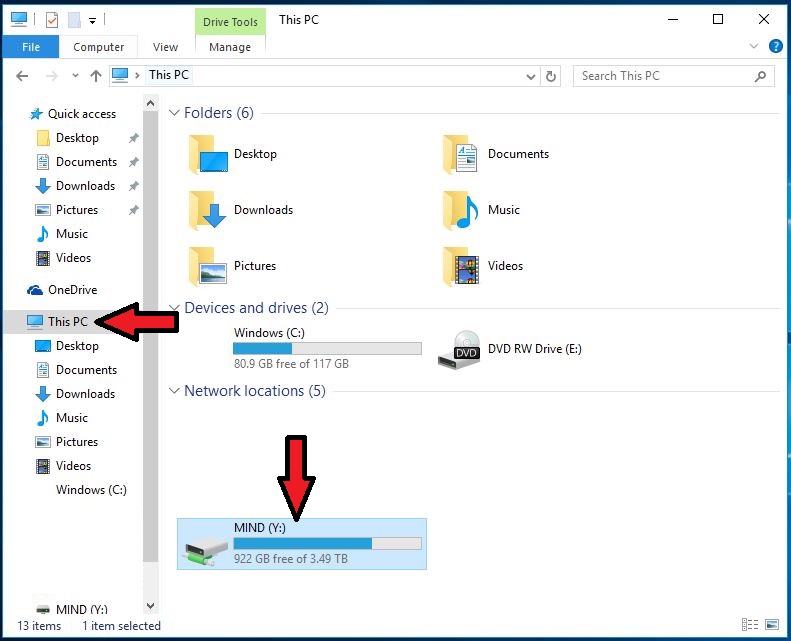 Drive Tools
This PC
File
Computer
View
Manage
This PC
Search This PC
Quick access
Desktop
Documents
Downloads
Pictures
Music
Videos
OneDrive
This PC
Desktop
Documents
Downloads
Music
Pictures
Videos
Windows (C:)
MIND (Y:)
Folders (6)
Desktop
Documents
Downloads
Music
Pictures
Videos
Devices and drives (2)
Windows (C:)
80.9 GB free of 117 GB
DVD
DVD RW Drive (E:)
Network locations (5)
MIND (Y:)
922 GB free of 3.49 TB
13 items
1 item selected